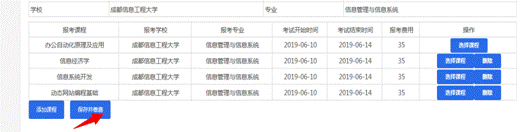 学校 成都信息工程大学 专业 信息管理与信息系统
报考课程 报考学校 报考专业 考试开始时间 考试结束时间 报考费用 操作
办公自动化原理及应用 成都信息工程大学 信息管理与信息系统 2019-06-10 2019-06-14 35 选择课程
信息经济学 成都信息工程大学 信息管理与信息系统 2019-06-10 2019-06-14 35 选择课程 删除
信息系统开发 成都信息工程大学 信息管理与信息系统 2019-06-10 2019-06-14 35 选择课程 删除
动态网站编程基础 成都信息工程大学 信息管理与信息系统 2019-06-10 2019-06-14 35 选择课程 删除
添加课程 保存并缴费